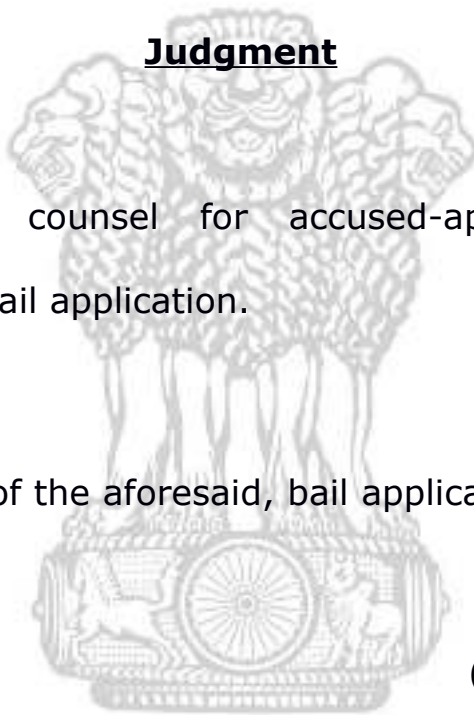 Judgment
counsel for accused-ap
ail application.
of the aforesaid, bail applica
(